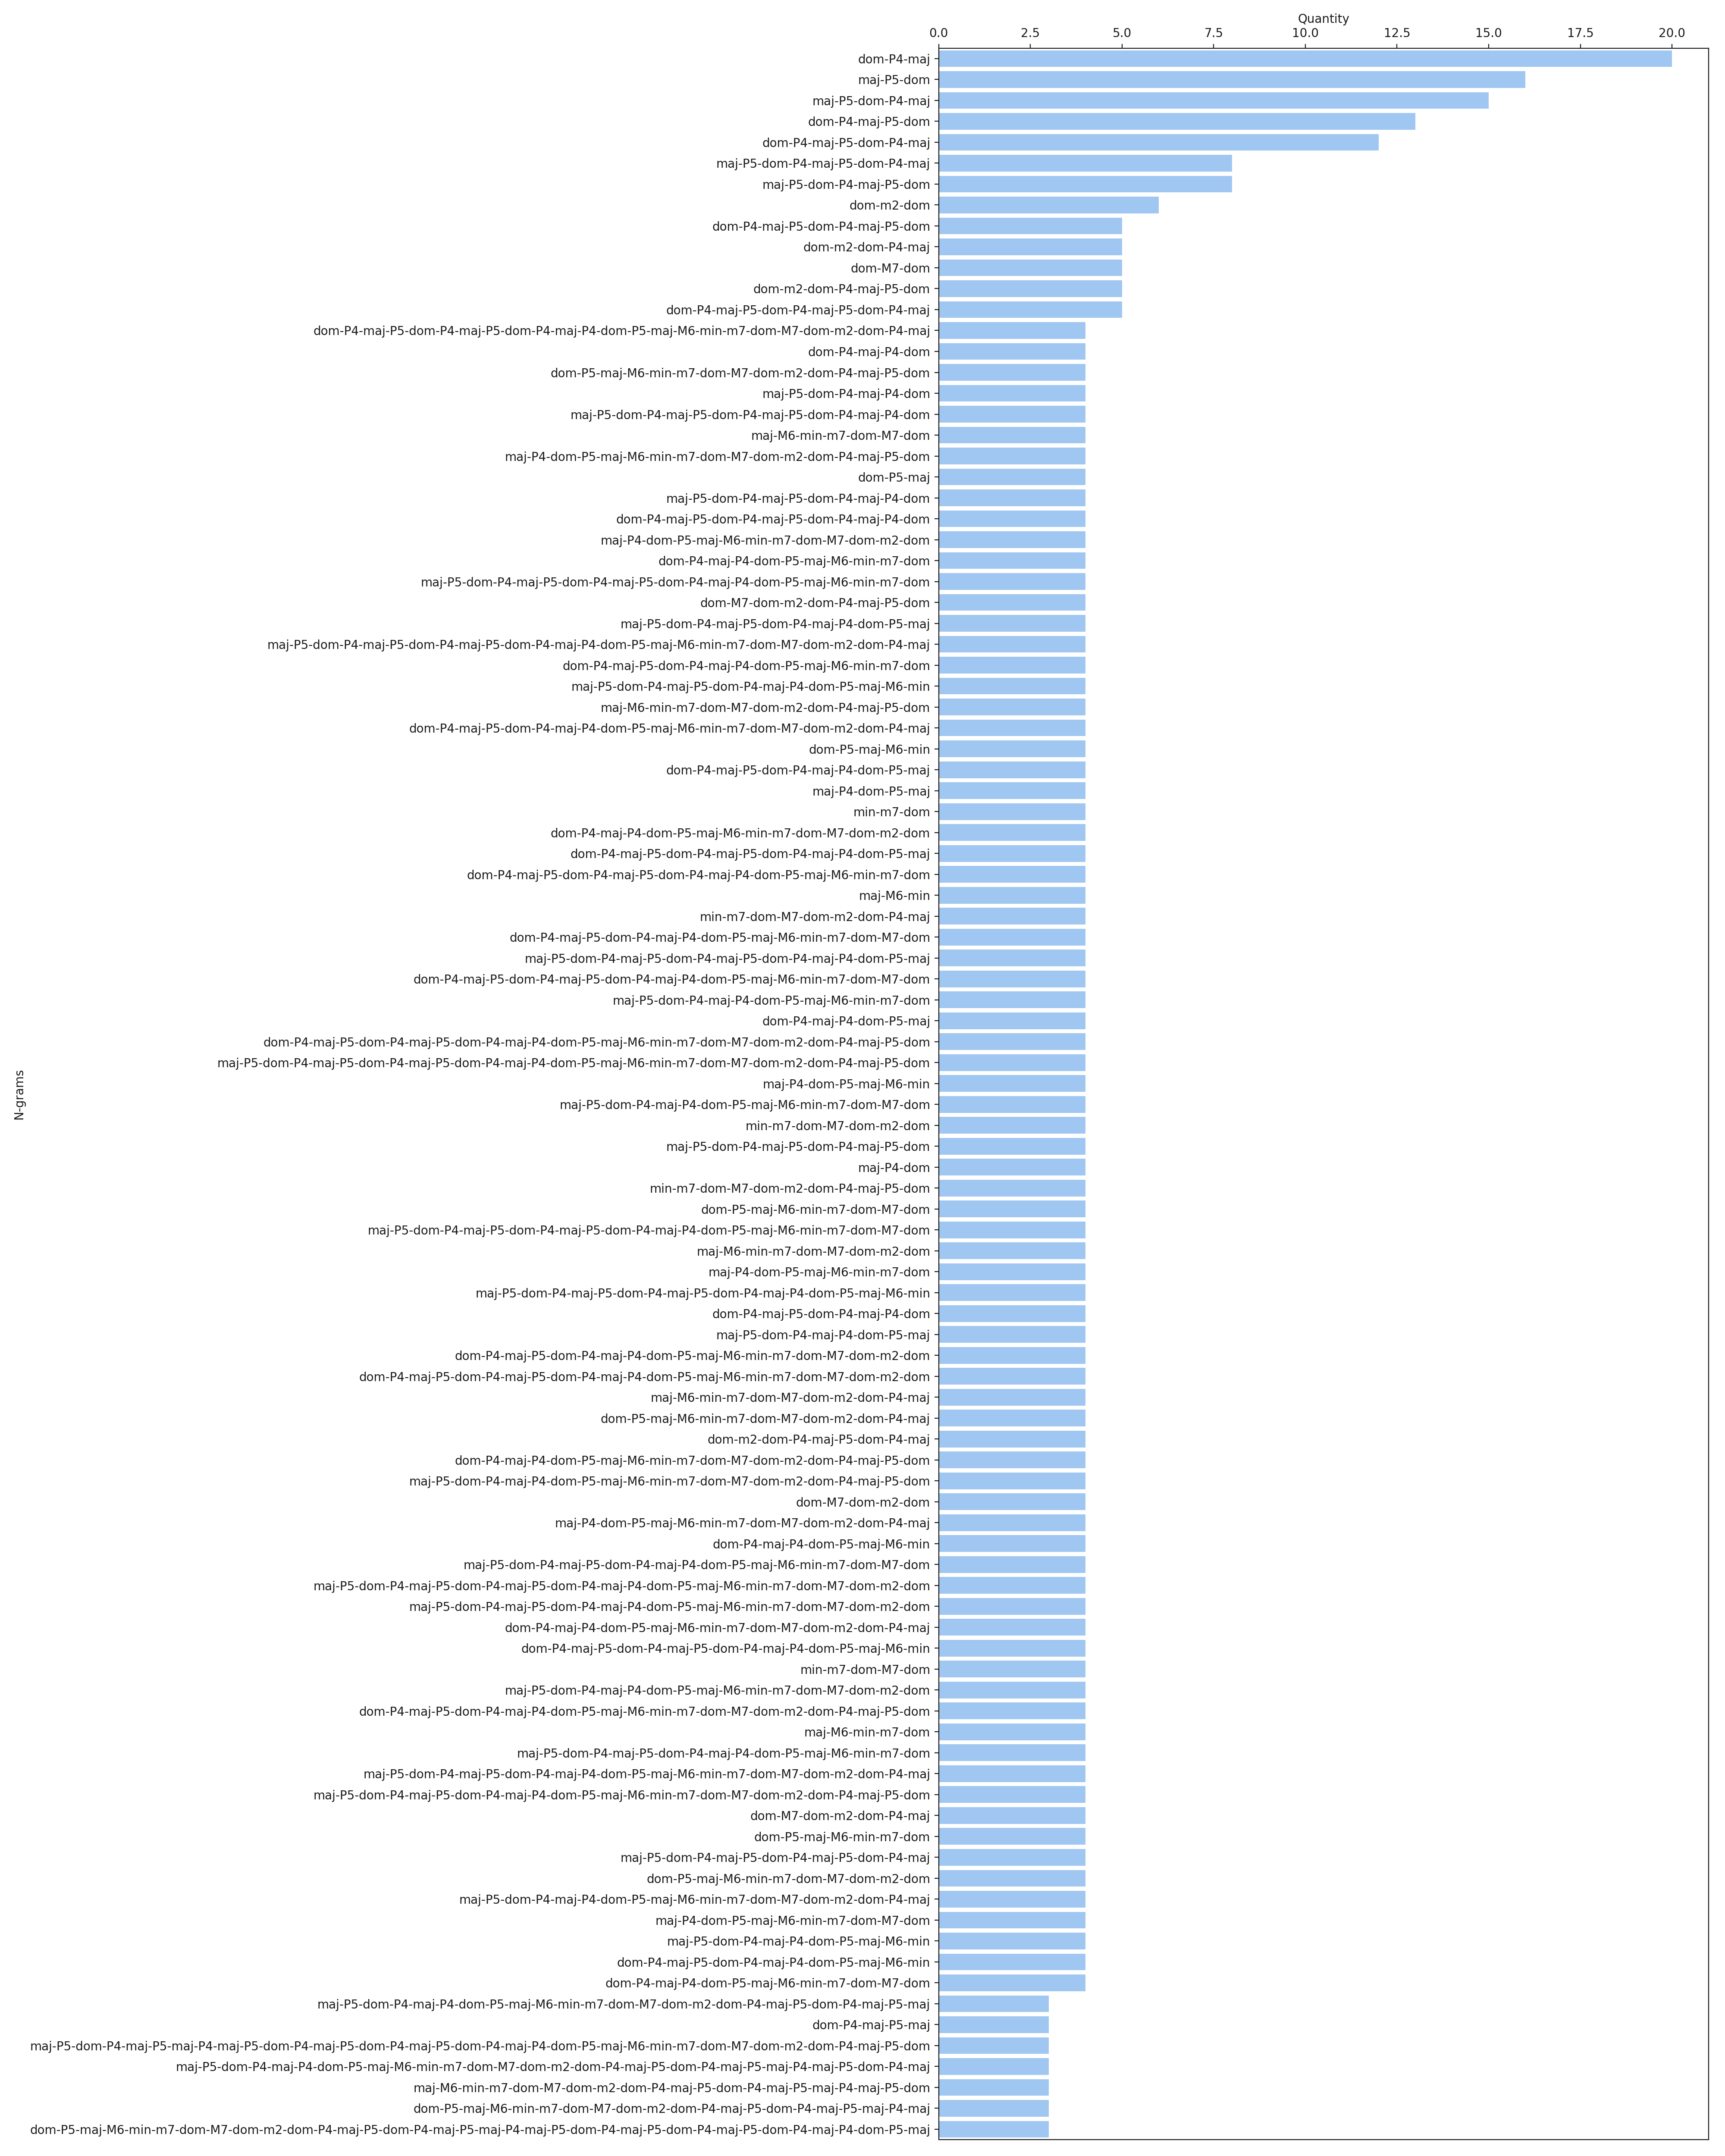 Quantity
0.0 2.5 5.0 7.5 10.0 12.5 15.0 17.5 20.0
dom-P4-maj
maj-P5-dom
maj-P5-dom-P4-maj
dom-P4-maj-P5-dom
dom-P4-maj-P5-dom-P4-maj
maj-P5-dom-P4-maj-P5-dom-P4-maj
maj-P5-dom-P4-maj-P5-dom
dom-m2-dom
dom-P4-maj-P5-dom-P4-maj-P5-dom
dom-m2-dom-P4-maj
dom-M7-dom
dom-m2-dom-P4-maj-P5-dom
dom-P4-maj-P5-dom-P4-maj-P5-dom-P4-maj
dom-P4-maj-P5-dom-P4-maj-P5-dom-P4-maj-P4-dom-P5-maj-M6-min-m7-dom-M7-dom-m2-dom-P4-maj
dom-P4-maj-P4-dom
dom-P5-maj-M6-min-m7-dom-M7-dom-m2-dom-P4-maj-P5-dom
maj-P5-dom-P4-maj-P4-dom
maj-P5-dom-P4-maj-P5-dom-P4-maj-P5-dom-P4-maj-P4-dom
maj-M6-min-m7-dom-M7-dom
maj-P4-dom-P5-maj-M6-min-m7-dom-M7-dom-m2-dom-P4-maj-P5-dom
dom-P5-maj
maj-P5-dom-P4-maj-P5-dom-P4-maj-P4-dom
dom-P4-maj-P5-dom-P4-maj-P5-dom-P4-maj-P4-dom
maj-P4-dom-P5-maj-M6-min-m7-dom-M7-dom-m2-dom
dom-P4-maj-P4-dom-P5-maj-M6-min-m7-dom
maj-P5-dom-P4-maj-P5-dom-P4-maj-P5-dom-P4-maj-P4-dom-P5-maj-M6-min-m7-dom
dom-M7-dom-m2-dom-P4-maj-P5-dom
maj-P5-dom-P4-maj-P5-dom-P4-maj-P4-dom-P5-maj
maj-P5-dom-P4-maj-P5-dom-P4-maj-P5-dom-P4-maj-P4-dom-P5-maj-M6-min-m7-dom-M7-dom-m2-dom-P4-maj
dom-P4-maj-P5-dom-P4-maj-P4-dom-P5-maj-M6-min-m7-dom
maj-P5-dom-P4-maj-P5-dom-P4-maj-P4-dom-P5-maj-M6-min
maj-M6-min-m7-dom-M7-dom-m2-dom-P4-maj-P5-dom
dom-P4-maj-P5-dom-P4-maj-P4-dom-P5-maj-M6-min-m7-dom-M7-dom-m2-dom-P4-maj
dom-P5-maj-M6-min
dom-P4-maj-P5-dom-P4-maj-P4-dom-P5-maj
maj-P4-dom-P5-maj
min-m7-dom
dom-P4-maj-P4-dom-P5-maj-M6-min-m7-dom-M7-dom-m2-dom
dom-P4-maj-P5-dom-P4-maj-P5-dom-P4-maj-P4-dom-P5-maj
dom-P4-maj-P5-dom-P4-maj-P5-dom-P4-maj-P4-dom-P5-maj-M6-min-m7-dom
maj-M6-min
min-m7-dom-M7-dom-m2-dom-P4-maj
dom-P4-maj-P5-dom-P4-maj-P4-dom-P5-maj-M6-min-m7-dom-M7-dom
maj-P5-dom-P4-maj-P5-dom-P4-maj-P5-dom-P4-maj-P4-dom-P5-maj
dom-P4-maj-P5-dom-P4-maj-P5-dom-P4-maj-P4-dom-P5-maj-M6-min-m7-dom-M7-dom
maj-P5-dom-P4-maj-P4-dom-P5-maj-M6-min-m7-dom
dom-P4-maj-P4-dom-P5-maj
dom-P4-maj-P5-dom-P4-maj-P5-dom-P4-maj-P4-dom-P5-maj-M6-min-m7-dom-M7-dom-m2-dom-P4-maj-P5-dom
maj-P5-dom-P4-maj-P5-dom-P4-maj-P5-dom-P4-maj-P4-dom-P5-maj-M6-min-m7-dom-M7-dom-m2-dom-P4-maj-P5-dom
maj-P4-dom-P5-maj-M6-min
N-grams
maj-P5-dom-P4-maj-P4-dom-P5-maj-M6-min-m7-dom-M7-dom
min-m7-dom-M7-dom-m2-dom
maj-P5-dom-P4-maj-P5-dom-P4-maj-P5-dom
maj-P4-dom
min-m7-dom-M7-dom-m2-dom-P4-maj-P5-dom
dom-P5-maj-M6-min-m7-dom-M7-dom
maj-P5-dom-P4-maj-P5-dom-P4-maj-P5-dom-P4-maj-P4-dom-P5-maj-M6-min-m7-dom-M7-dom
maj-M6-min-m7-dom-M7-dom-m2-dom
maj-P4-dom-P5-maj-M6-min-m7-dom
maj-P5-dom-P4-maj-P5-dom-P4-maj-P5-dom-P4-maj-P4-dom-P5-maj-M6-min
dom-P4-maj-P5-dom-P4-maj-P4-dom
maj-P5-dom-P4-maj-P4-dom-P5-maj
dom-P4-maj-P5-dom-P4-maj-P4-dom-P5-maj-M6-min-m7-dom-M7-dom-m2-dom
dom-P4-maj-P5-dom-P4-maj-P5-dom-P4-maj-P4-dom-P5-maj-M6-min-m7-dom-M7-dom-m2-dom
maj-M6-min-m7-dom-M7-dom-m2-dom-P4-maj
dom-P5-maj-M6-min-m7-dom-M7-dom-m2-dom-P4-maj
dom-m2-dom-P4-maj-P5-dom-P4-maj
dom-P4-maj-P4-dom-P5-maj-M6-min-m7-dom-M7-dom-m2-dom-P4-maj-P5-dom
maj-P5-dom-P4-maj-P4-dom-P5-maj-M6-min-m7-dom-M7-dom-m2-dom-P4-maj-P5-dom
dom-M7-dom-m2-dom
maj-P4-dom-P5-maj-M6-min-m7-dom-M7-dom-m2-dom-P4-maj
dom-P4-maj-P4-dom-P5-maj-M6-min
maj-P5-dom-P4-maj-P5-dom-P4-maj-P4-dom-P5-maj-M6-min-m7-dom-M7-dom
maj-P5-dom-P4-maj-P5-dom-P4-maj-P5-dom-P4-maj-P4-dom-P5-maj-M6-min-m7-dom-M7-dom-m2-dom
maj-P5-dom-P4-maj-P5-dom-P4-maj-P4-dom-P5-maj-M6-min-m7-dom-M7-dom-m2-dom
dom-P4-maj-P4-dom-P5-maj-M6-min-m7-dom-M7-dom-m2-dom-P4-maj
dom-P4-maj-P5-dom-P4-maj-P5-dom-P4-maj-P4-dom-P5-maj-M6-min
min-m7-dom-M7-dom
maj-P5-dom-P4-maj-P4-dom-P5-maj-M6-min-m7-dom-M7-dom-m2-dom
dom-P4-maj-P5-dom-P4-maj-P4-dom-P5-maj-M6-min-m7-dom-M7-dom-m2-dom-P4-maj-P5-dom
maj-M6-min-m7-dom
maj-P5-dom-P4-maj-P5-dom-P4-maj-P4-dom-P5-maj-M6-min-m7-dom
maj-P5-dom-P4-maj-P5-dom-P4-maj-P4-dom-P5-maj-M6-min-m7-dom-M7-dom-m2-dom-P4-maj
maj-P5-dom-P4-maj-P5-dom-P4-maj-P4-dom-P5-maj-M6-min-m7-dom-M7-dom-m2-dom-P4-maj-P5-dom
dom-M7-dom-m2-dom-P4-maj
dom-P5-maj-M6-min-m7-dom
maj-P5-dom-P4-maj-P5-dom-P4-maj-P5-dom-P4-maj
dom-P5-maj-M6-min-m7-dom-M7-dom-m2-dom
maj-P5-dom-P4-maj-P4-dom-P5-maj-M6-min-m7-dom-M7-dom-m2-dom-P4-maj
maj-P4-dom-P5-maj-M6-min-m7-dom-M7-dom
maj-P5-dom-P4-maj-P4-dom-P5-maj-M6-min
dom-P4-maj-P5-dom-P4-maj-P4-dom-P5-maj-M6-min
dom-P4-maj-P4-dom-P5-maj-M6-min-m7-dom-M7-dom
maj-P5-dom-P4-maj-P4-dom-P5-maj-M6-min-m7-dom-M7-dom-m2-dom-P4-maj-P5-dom-P4-maj-P5-maj
dom-P4-maj-P5-maj
maj-P5-dom-P4-maj-P5-maj-P4-maj-P5-dom-P4-maj-P5-dom-P4-maj-P5-dom-P4-maj-P4-dom-P5-maj-M6-min-m7-dom-M7-dom-m2-dom-P4-maj-P5-dom
maj-P5-dom-P4-maj-P4-dom-P5-maj-M6-min-m7-dom-M7-dom-m2-dom-P4-maj-P5-dom-P4-maj-P5-maj-P4-maj-P5-dom-P4-maj
maj-M6-min-m7-dom-M7-dom-m2-dom-P4-maj-P5-dom-P4-maj-P5-maj-P4-maj-P5-dom
dom-P5-maj-M6-min-m7-dom-M7-dom-m2-dom-P4-maj-P5-dom-P4-maj-P5-maj-P4-maj
dom-P5-maj-M6-min-m7-dom-M7-dom-m2-dom-P4-maj-P5-dom-P4-maj-P5-maj-P4-maj-P5-dom-P4-maj-P5-dom-P4-maj-P5-dom-P4-maj-P4-dom-P5-maj